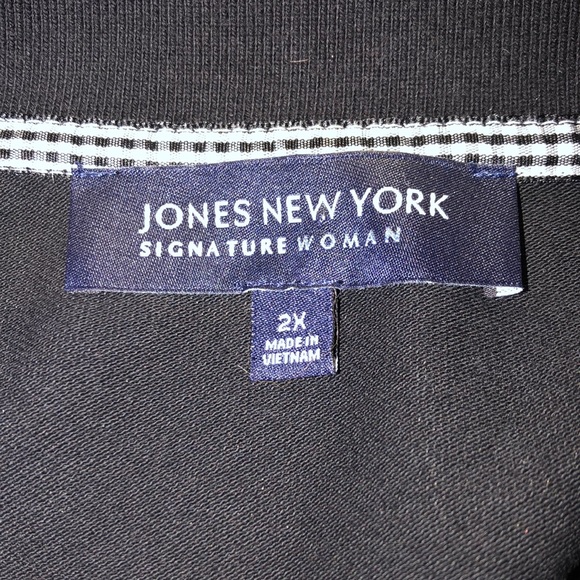 JONES NEW YORK
SIGNATURE WOMAN
2X
MADE IN
VIETNAM